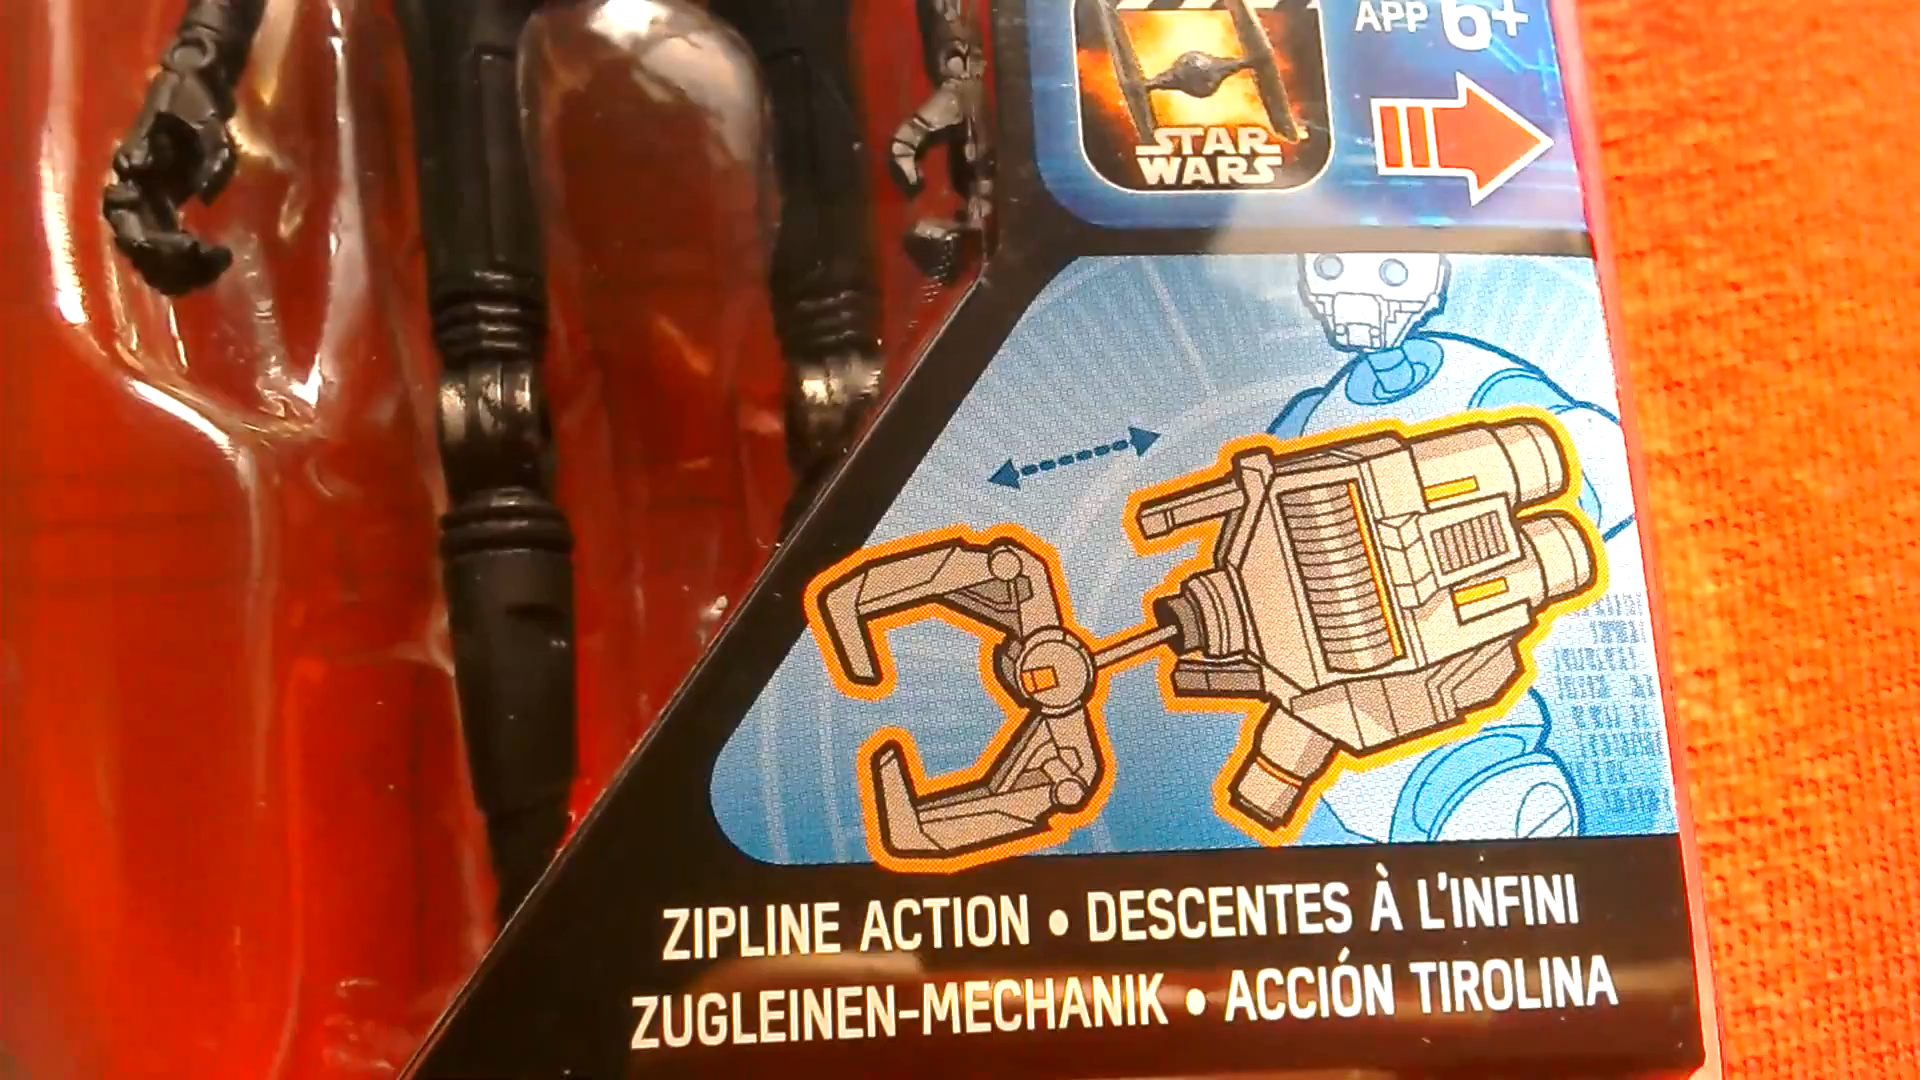 APP 6+
STAR
WARS
ZIPLINE ACTION • DESCENTES À L'INFINI
ZUGLEINEN-MECHANIK • ACCIÓN TIROLINA